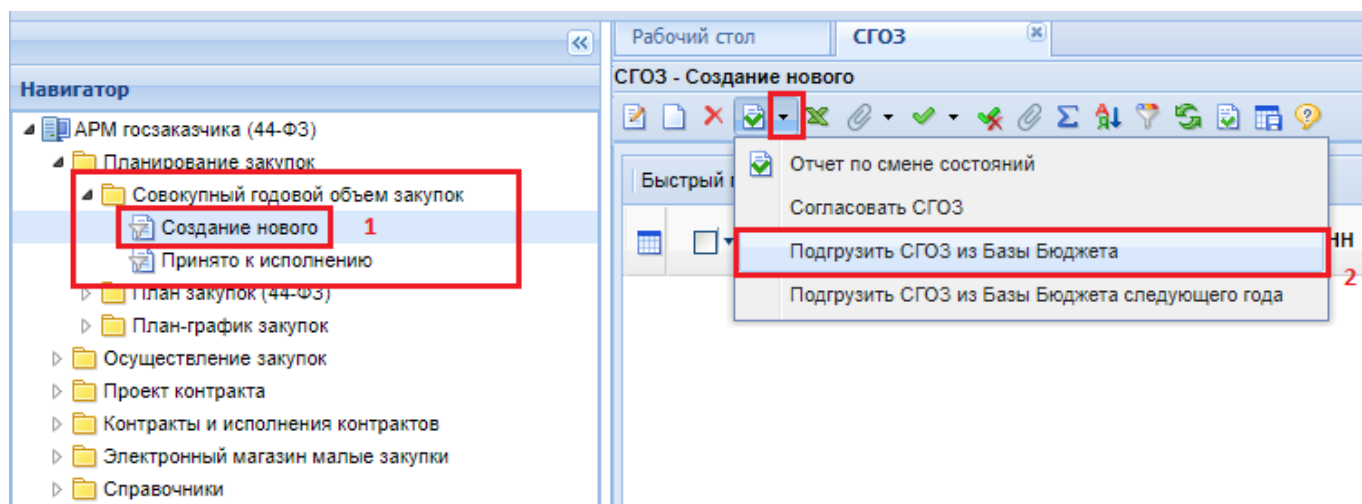 Рабочий стол
СГОЗ
СГОЗ - Создание нового
Навигатор
АРМ госзаказчика (44-ФЗ)
Планирование закупок
Совокупный годовой объем закупок
Создание нового
1
Принято к исполнению
План закупок (44-ФЗ)
План-график закупок
Осуществление закупок
Проект контракта
Контракты и исполнения контрактов
Электронный магазин малые закупки
Справочники
Быстрый
Отчет по смене состояний
Согласовать СГОЗ
Подгрузить СГОЗ из Базы Бюджета
2
Подгрузить СГОЗ из Базы Бюджета следующего года